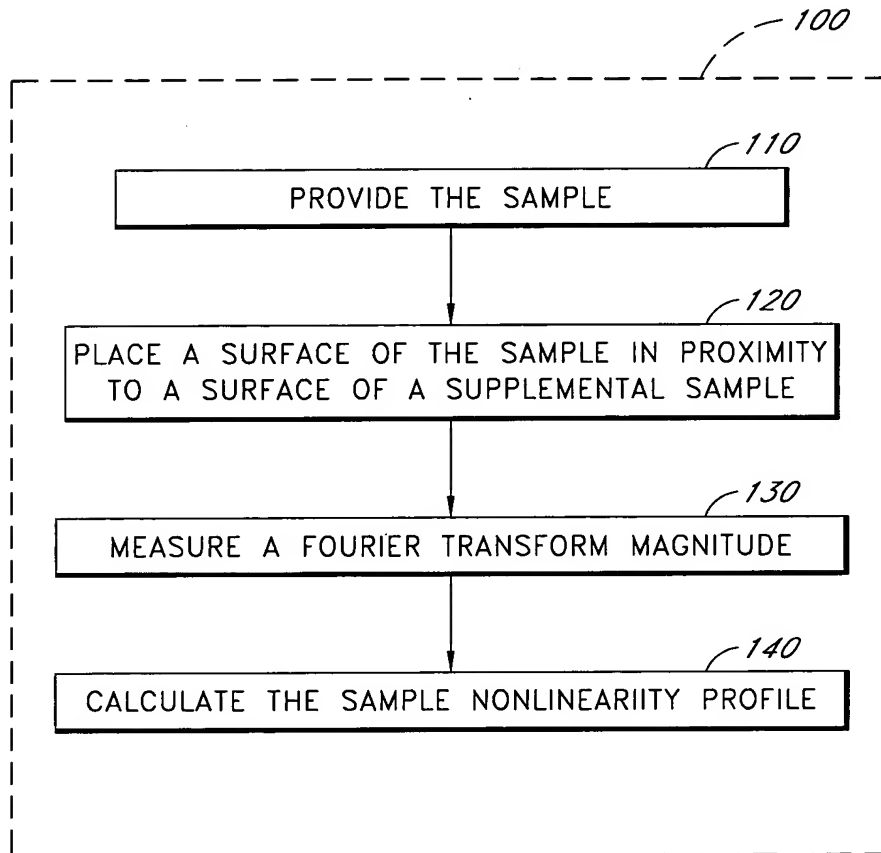 100
110
PROVIDE THE SAMPLE
120
PLACE A SURFACE OF THE SAMPLE IN PROXIMITY
TO A SURFACE OF A SUPPLEMENTAL SAMPLE
130
MEASURE A FOURIER TRANSFORM MAGNITUDE
140
CALCULATE THE SAMPLE NONLINEARIITY PROFILE